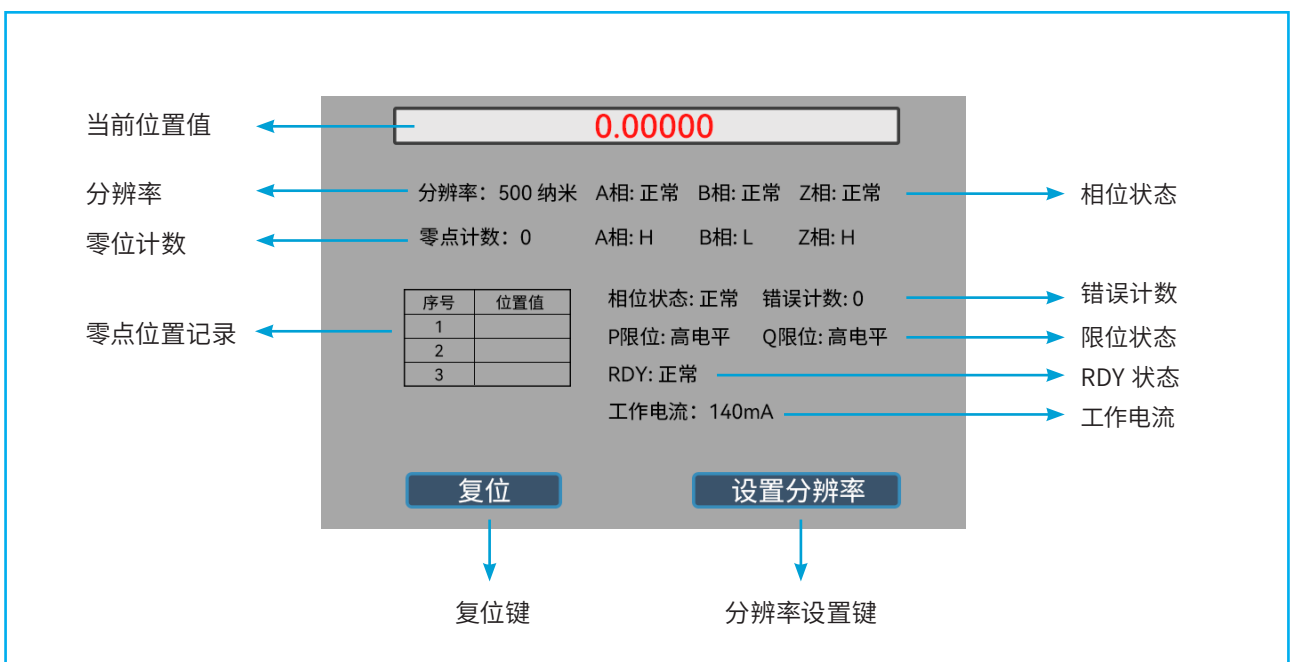 当前位置值
0.00000
分辨率
分辨率：500 纳米 A相: 正常 B相: 正常 Z相: 正常
相位状态
零位计数
零点计数：0 A相: H B相: L Z相: H
序号 位置值
1
2
3
零点位置记录
相位状态: 正常 错误计数: 0
错误计数
P限位: 高电平 Q限位: 高电平
限位状态
RDY: 正常
RDY 状态
工作电流：140mA
工作电流
复位
设置分辨率
复位键
分辨率设置键